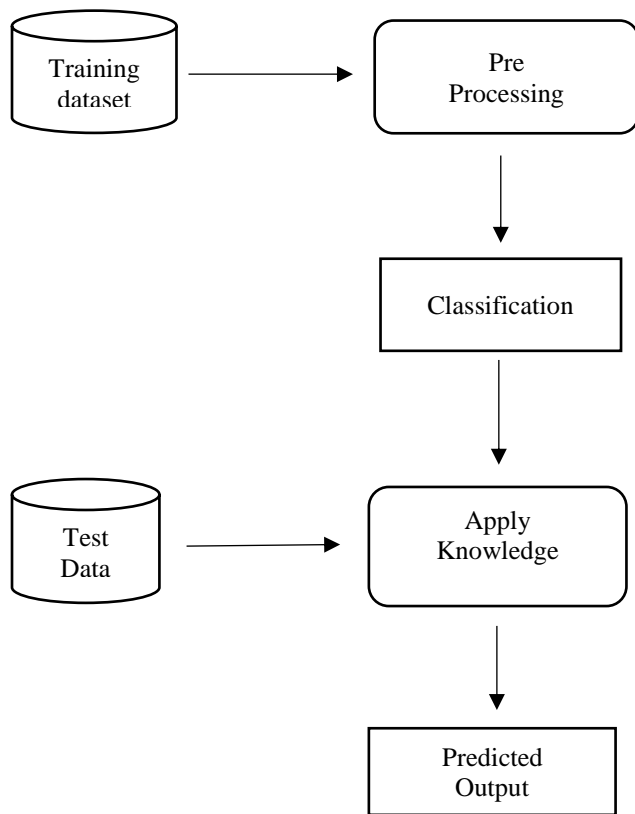 Training
dataset
Pre
Processing
Classification
Test
Data
Apply
Knowledge
Predicted
Output